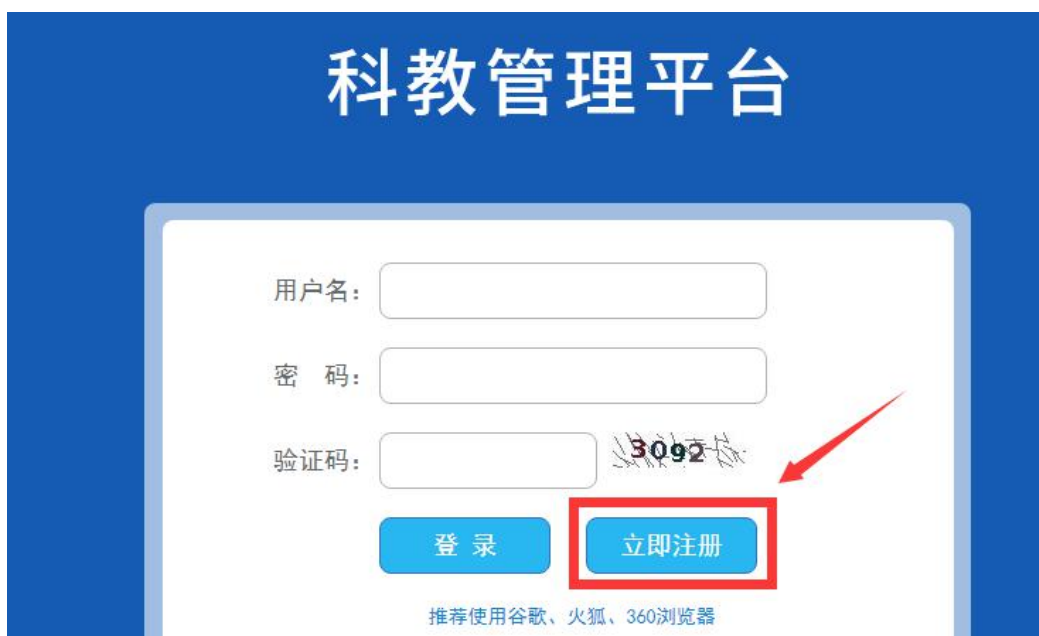 科教管理平台
用户名：
密 码：
验证码： 3092
登 录 立即注册
推荐使用谷歌、火狐、360浏览器